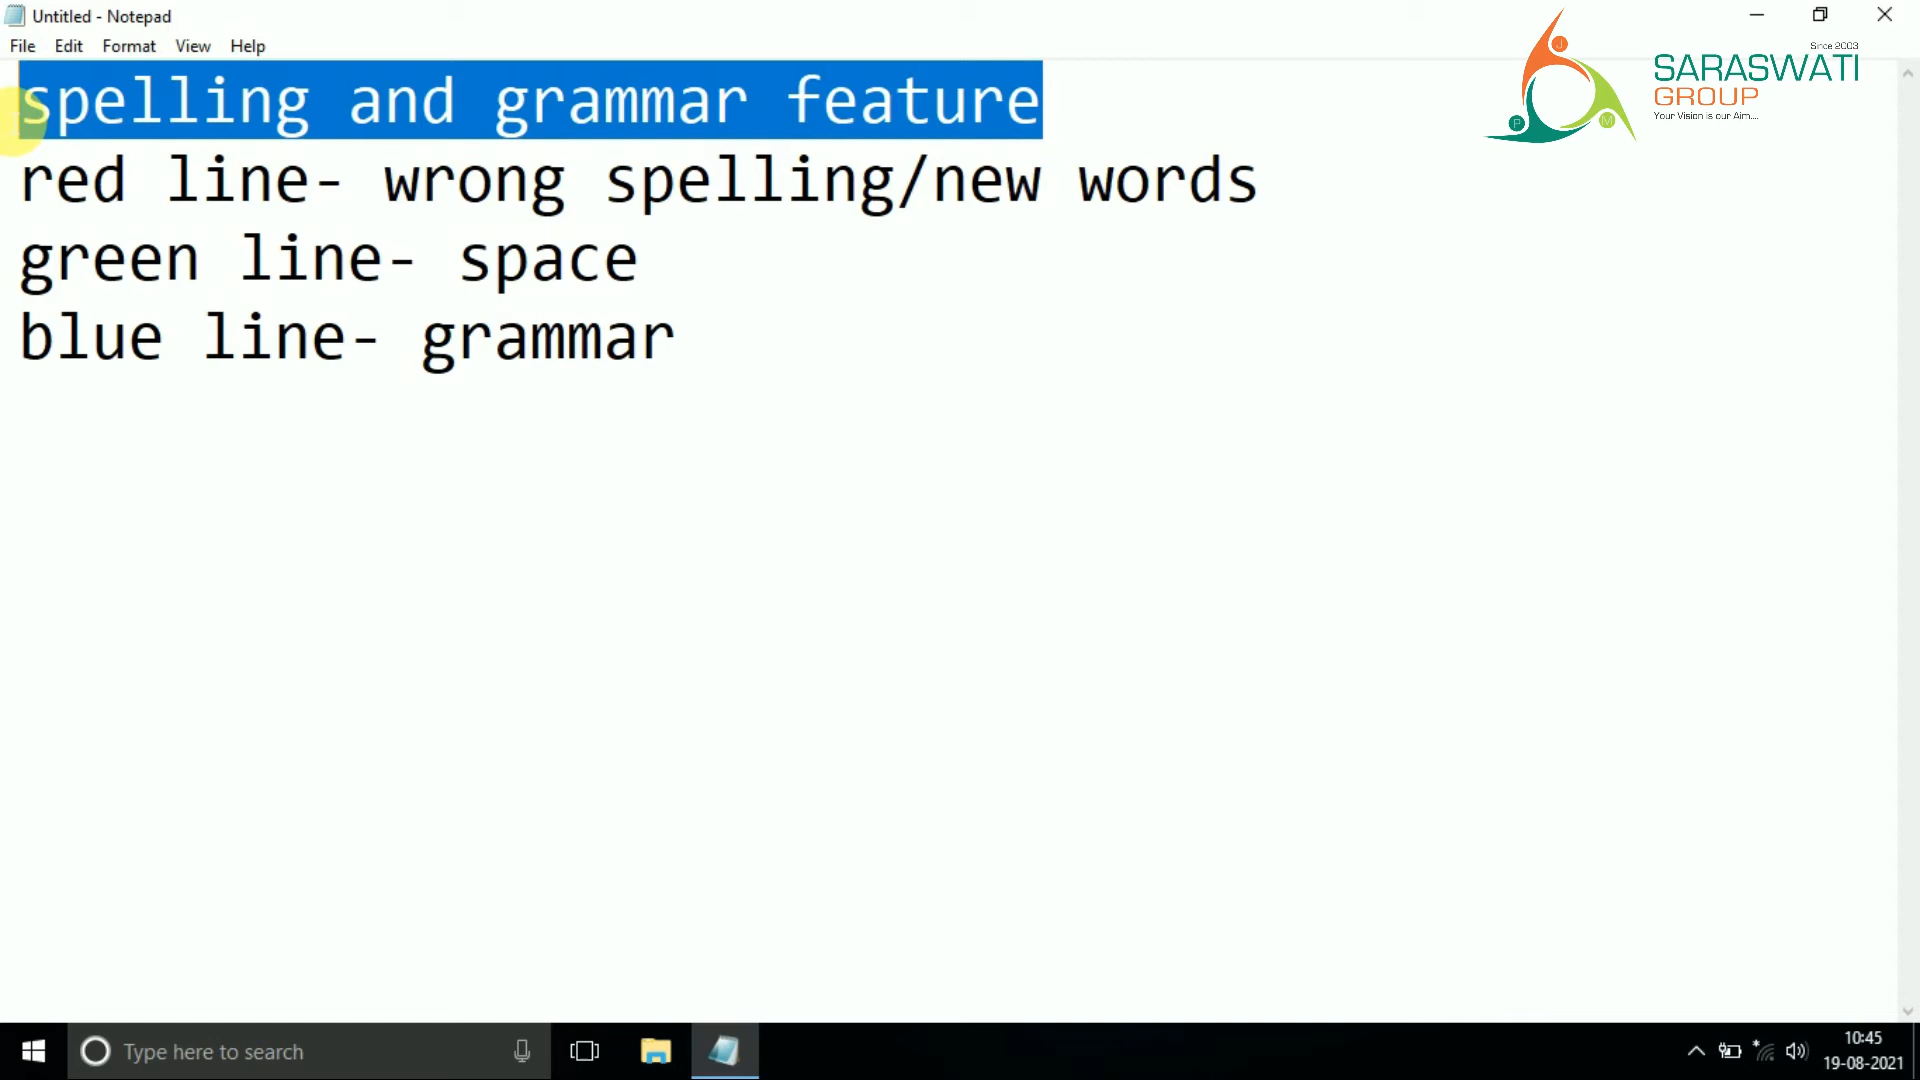 Untitled - Notepad
File Edit Format View Help
Since 2003
SARASWATI
GROUP
Your Vision is our Aim....
J
P
M
spelling and grammar feature
red line- wrong spelling/new words
green line- space
blue line- grammar
Type here to search
10:45
19-08-2021